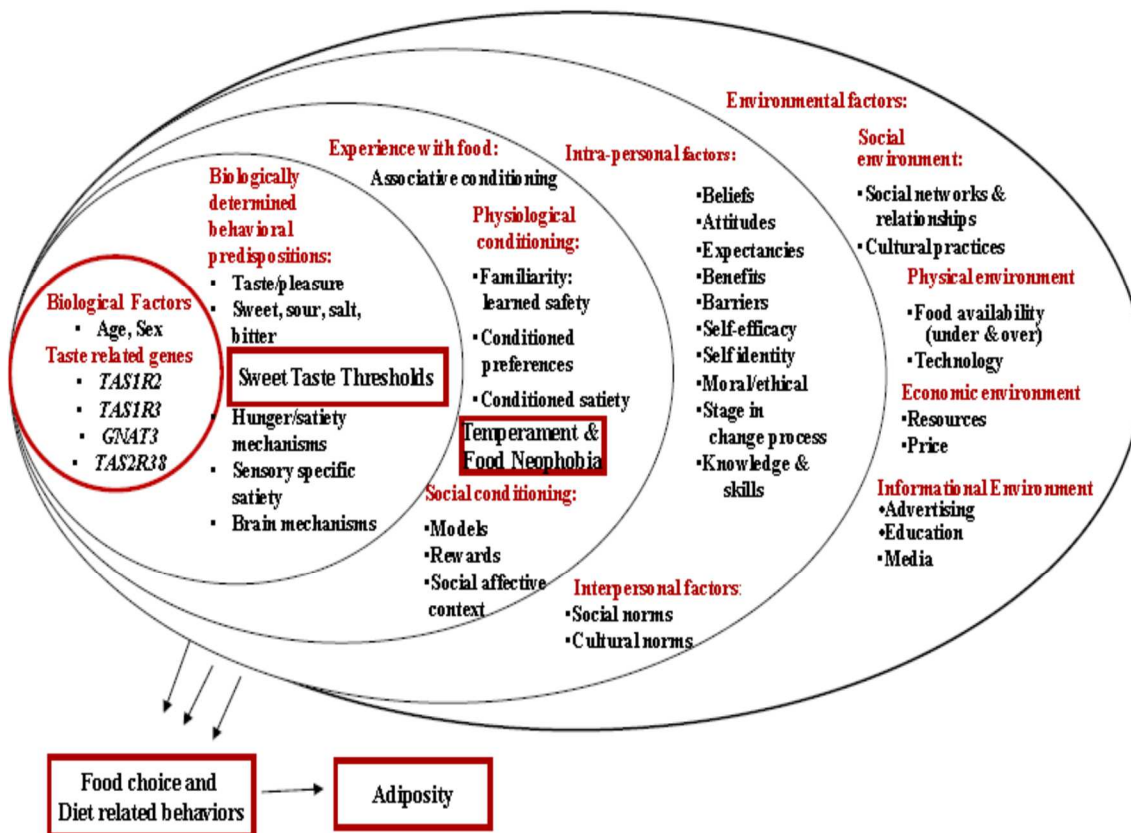 Biological Factors
▪ Age, Sex
Taste related genes
▪ TAS1R2
▪ TAS1R3
▪ GNAT3
▪ TAS2R38
Biologically
determined
behavioral
predispositions:
▪ Taste/pleasure
▪ Sweet, sour, salt,
bitter
Sweet Taste Thresholds
▪ Hunger/satiety
mechanisms
▪ Sensory specific
satiety
▪ Brain mechanisms
Experience with food:
Associative conditioning
Physiological
conditioning:
▪Familiarity:
learned safety
▪Conditioned
preferences
▪Conditioned satiety
Temperament &
Food Neophobia
Social conditioning:
▪Models
▪Rewards
▪Social affective
context
Intra-personal factors:
▪Beliefs
▪Attitudes
▪Expectancies
▪Benefits
▪Barriers
▪Self-efficacy
▪Self identity
▪Moral/ethical
▪Stage in
change process
▪Knowledge &
skills
Interpersonal factors:
▪Social norms
▪Cultural norms
Environmental factors:
Social
environment:
▪Social networks &
relationships
▪Cultural practices
Physical environment
▪Food availability
(under & over)
▪Technology
Economic environment
▪Resources
▪Price
Informational Environment
•Advertising
•Education
▪Media
Food choice and
Diet related behaviors
Adiposity